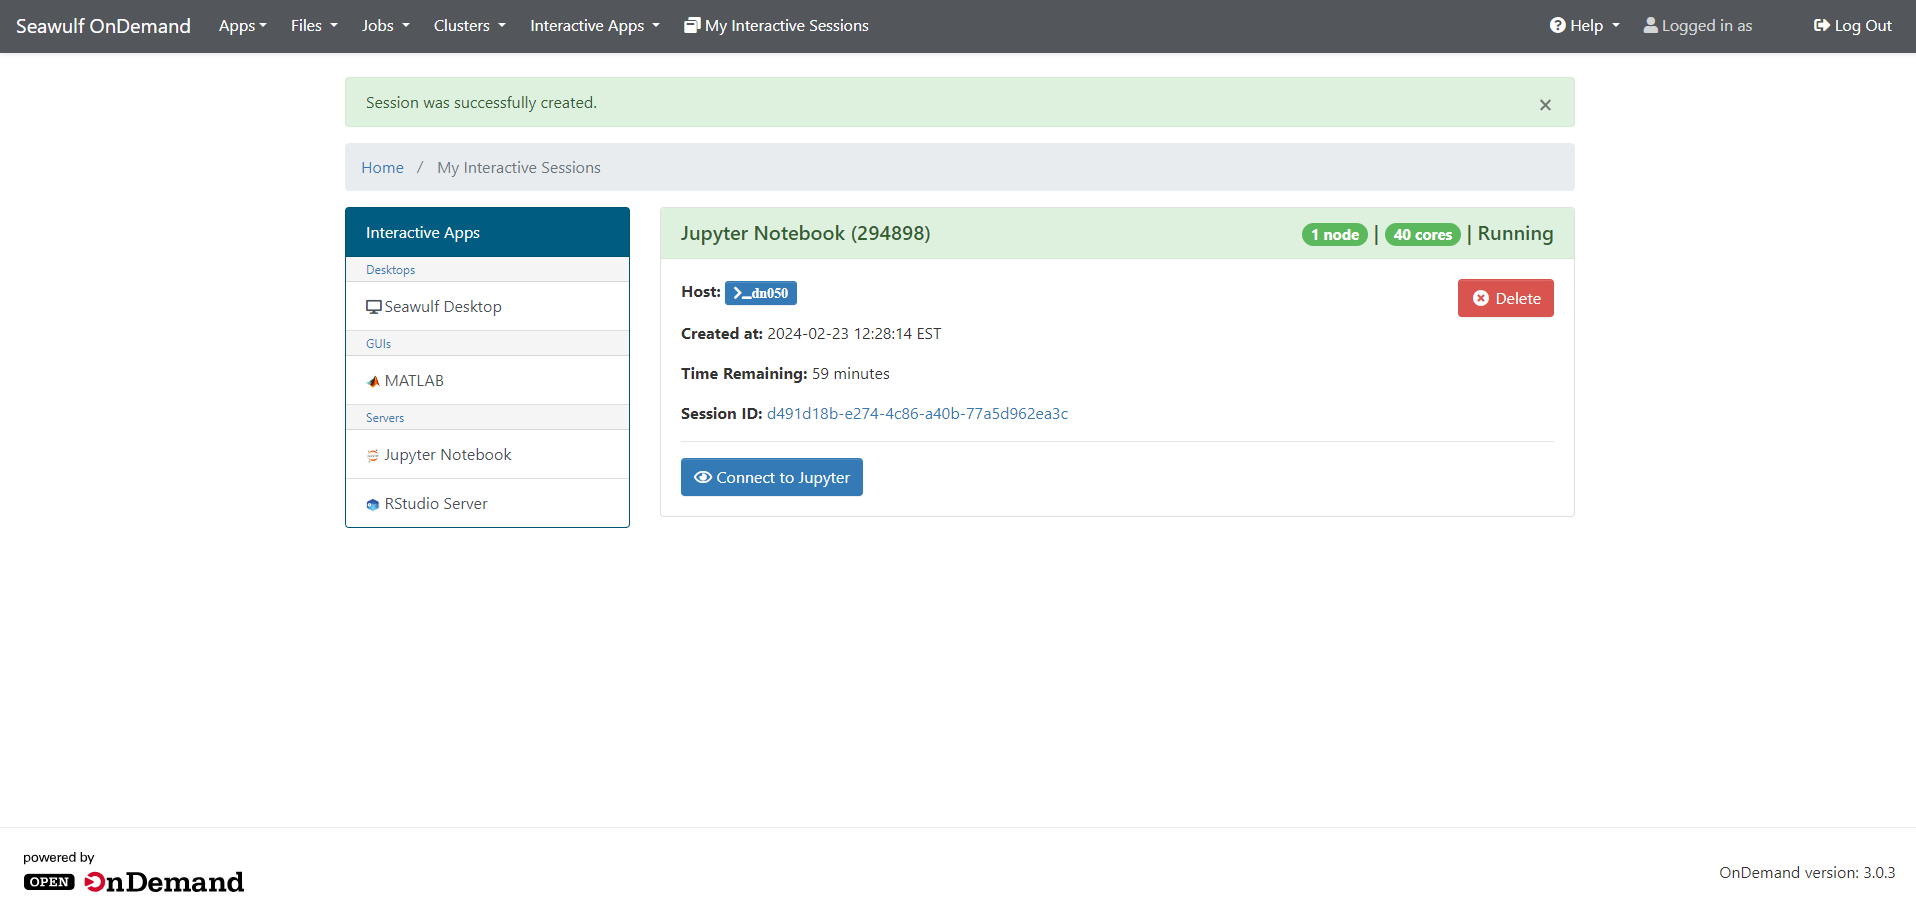 Seawulf OnDemand Apps Files Jobs Clusters Interactive Apps My Interactive Sessions Help Logged in as Log Out
Session was successfully created. ×
Home / My Interactive Sessions
Interactive Apps
Desktops
Seawulf Desktop
GUIs
MATLAB
Servers
Jupyter Notebook
RStudio Server
Jupyter Notebook (294898) 1 node | 40 cores | Running
Host: >_dn050 Delete
Created at: 2024-02-23 12:28:14 EST
Time Remaining: 59 minutes
Session ID: d491d18b-e274-4c86-a40b-77a5d962ea3c
Connect to Jupyter
powered by
OPEN OnDemand
OnDemand version: 3.0.3